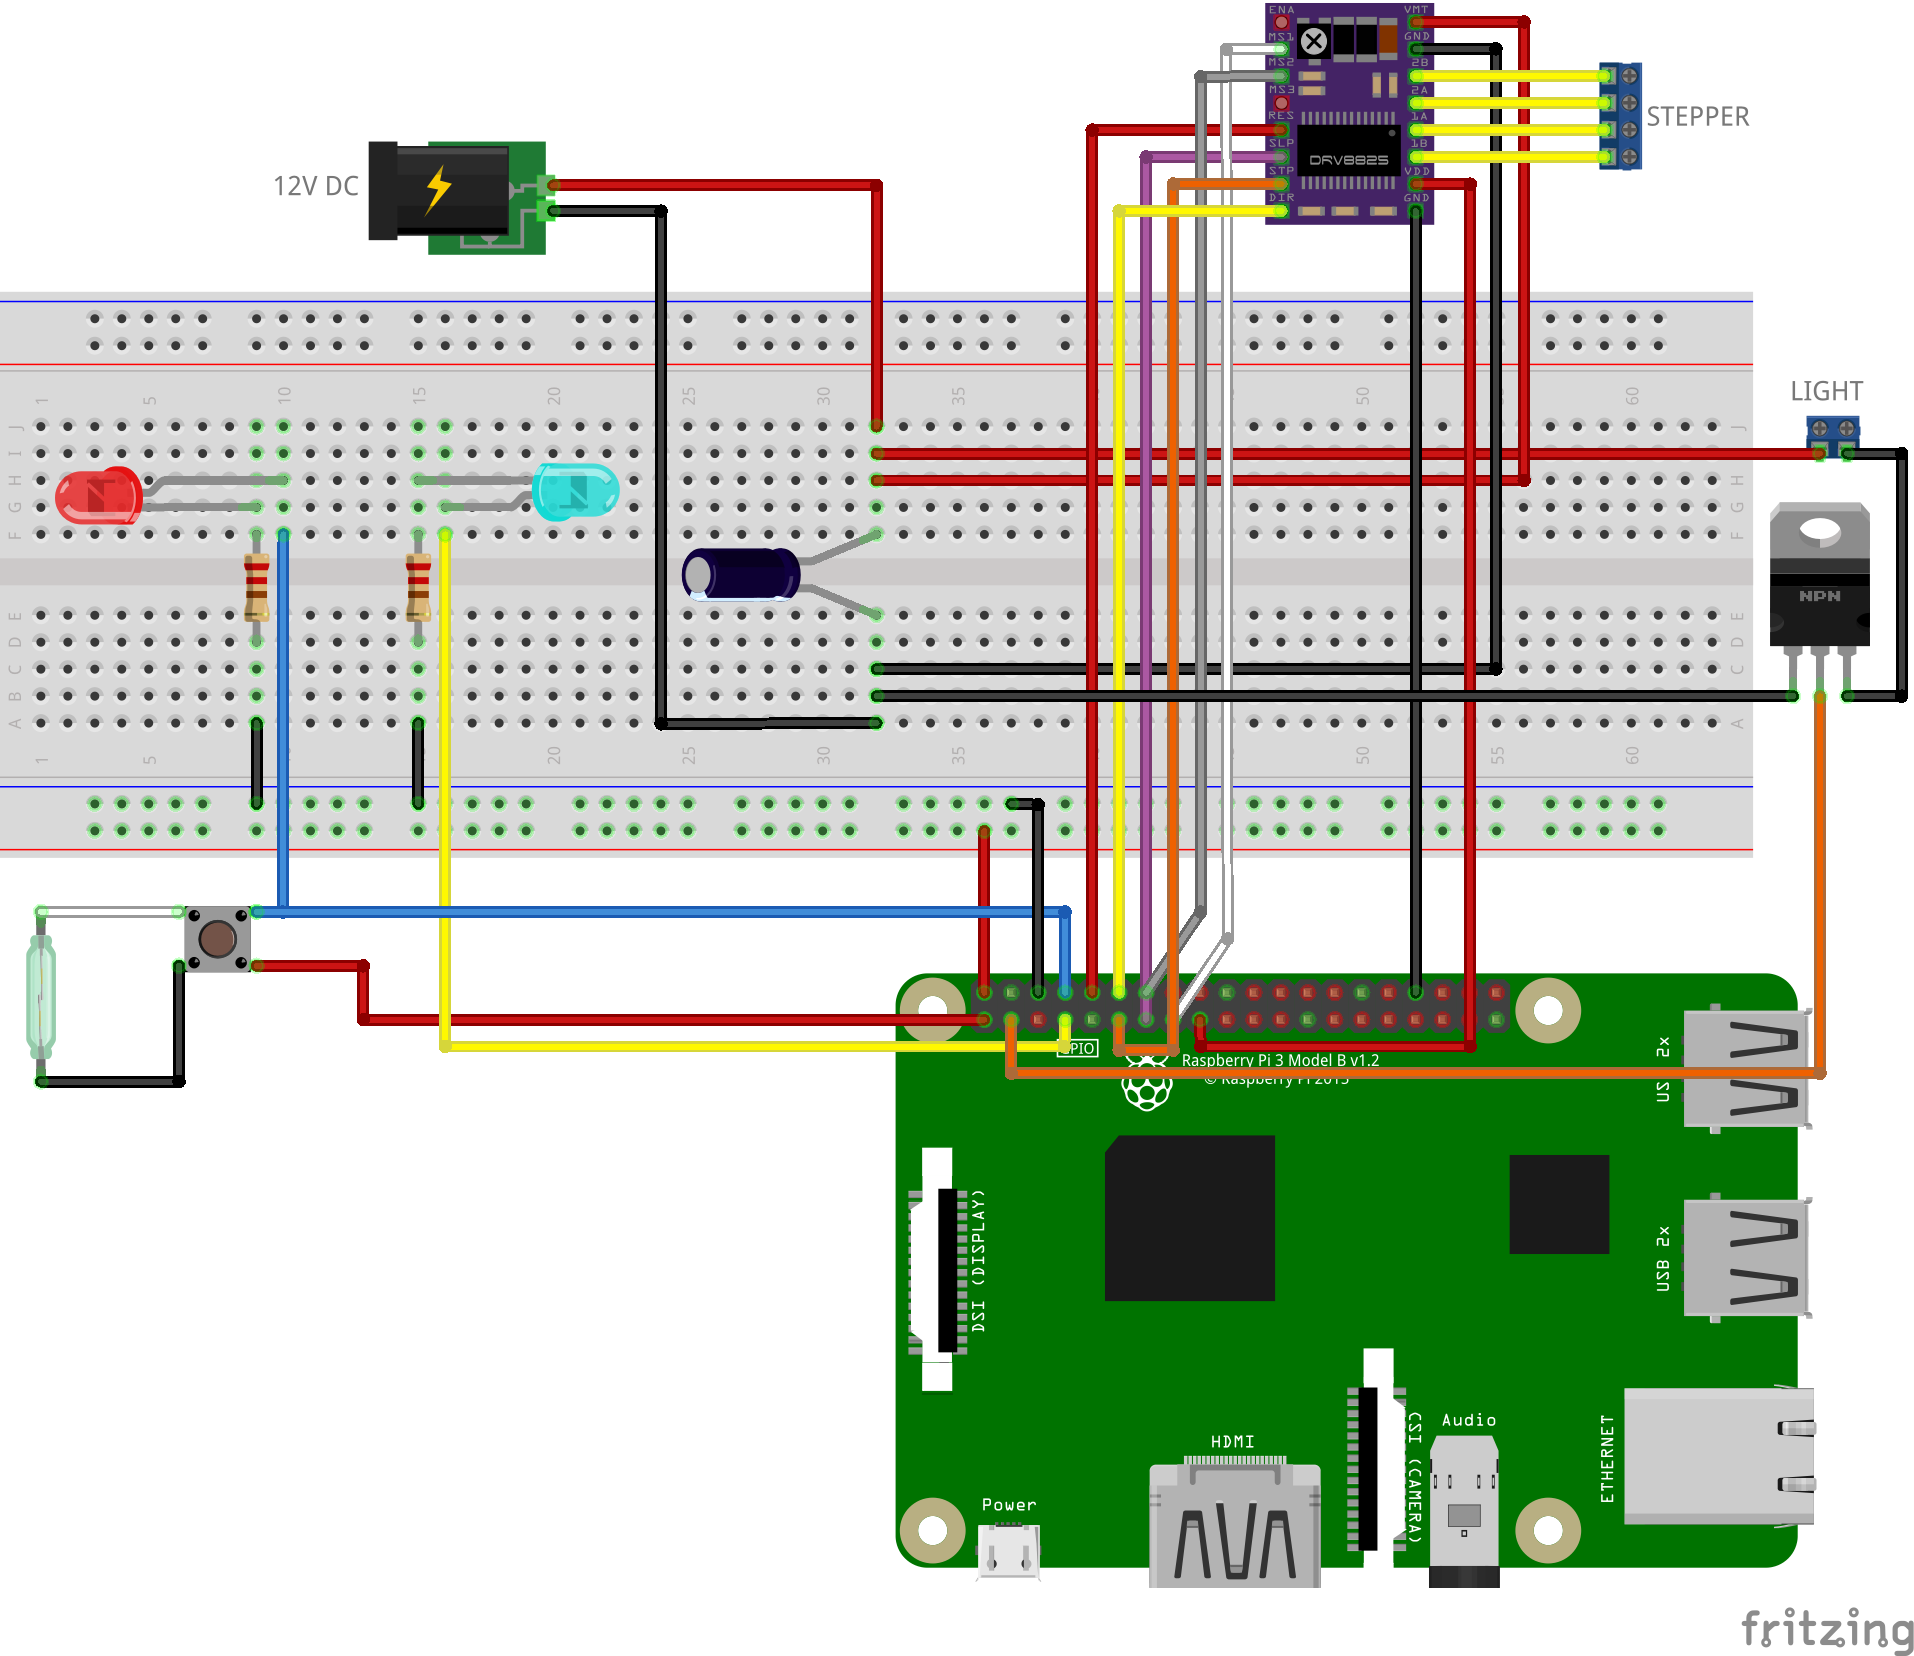 ENA
MS1
MS2
MS3
RES
SLP
STP
DIR
VMT
GND
2B
2A
1A
1B
VDD
GND
DRV8825
STEPPER
12V DC
1 5 10 15 20 25 30 35 50 60
J
I
H
G
F
E
D
C
B
A
J
H
G
F
E
D
C
A
1 5 20 25 30 35 50 55 60
LIGHT
NPN
Raspberry Pi 3 Model B v1.2
© Raspberry Pi 2015
USB 2x
DSI (DISPLAY)
HDMI
Power
CSI (CAMERA)
Audio
ETHERNET
fritzing